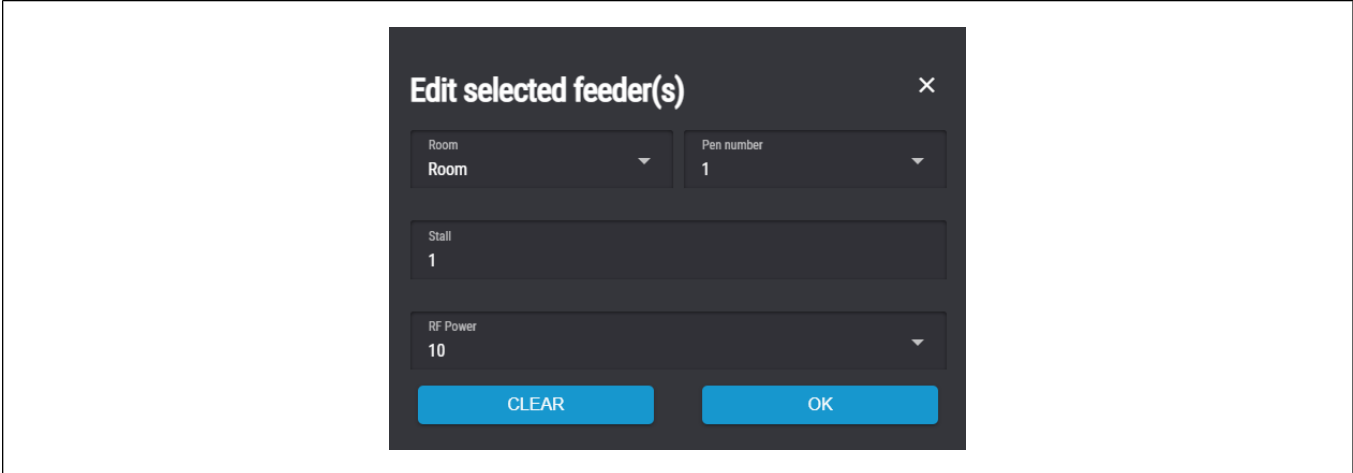 Edit selected feeder(s)
Room
Room
Pen number
1
Stall
1
RF Power
10
CLEAR
OK